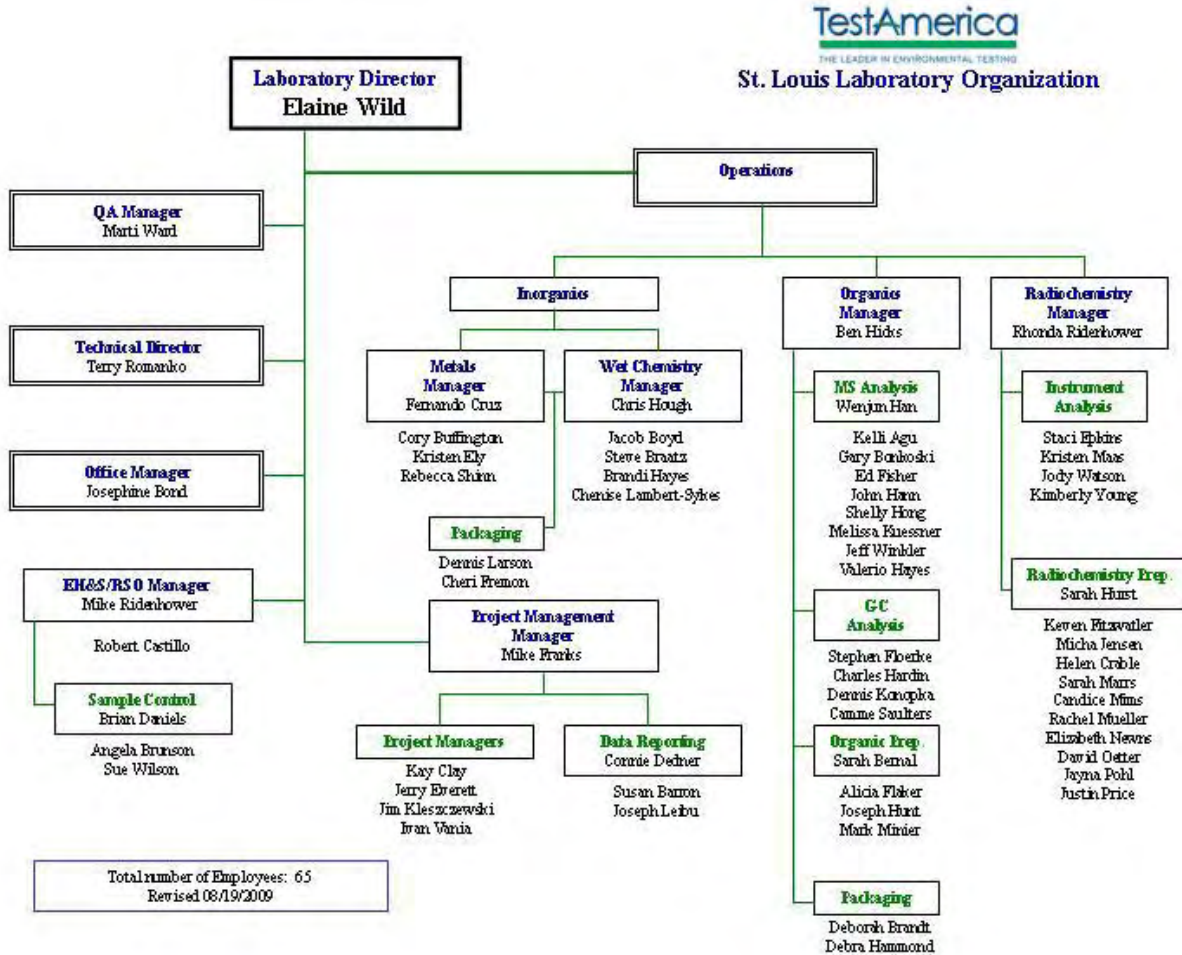 TestAmerica
THE LEADER IN ENVIRONMENTAL TESTING
St. Louis Laboratory Organization
Laboratory Director
Elaine Wild
Operations
QA Manager
Marti Ward
Technical Director
Terry Romanko
Office Manager
Josephine Bond
EH&S/RSO Manager
Mike Ridenhower
Robert Castillo
Sample Control
Brian Daniels
Angela Brunson
Sue Wilson
Inorganics
Metals
Manager
Fernando Cruz
Cory Buffington
Kristen Ely
Rebecca Shinn
Wet Chemistry
Manager
Chris Hough
Jacob Boyd
Steve Braatz
Brandi Hayes
Chenise Lambert-Sykes
Packaging
Dennis Larson
Cheri Fremon
Project Management
Manager
Mike Franks
Project Managers
Kay Clay
Jerry Everett
Jim Kleszczewski
Ivan Vania
Data Reporting
Connie Dedner
Susan Barron
Joseph Leibu
Organics
Manager
Ben Hicks
MS Analysis
Wenjun Han
Kelli Agu
Gary Bonkoski
Ed Fisher
John Hann
Shelly Hong
Melissa Kuessner
Jeff Winkler
Valerio Hayes
GC
Analysis
Stephen Floerke
Charles Hardin
Dennis Konopka
Camme Saulters
Organic Prep.
Sarah Bernal
Alicia Flaker
Joseph Hunt
Mark Minier
Packaging
Deborah Brandt
Debra Hammond
Radiochemistry
Manager
Rhonda Ridenhower
Instrument
Analysis
Staci Epkins
Kristen Maas
Jody Watson
Kimberly Young
Radiochemistry Prep.
Sarah Hurst
Keven Fitzwatler
Micha Jensen
Helen Crable
Sarah Marrs
Candice Mims
Rachel Mueller
Elizabeth Newns
David Oetter
Jayna Pohl
Justin Price
Total number of Employees: 65
Revised 08/19/2009